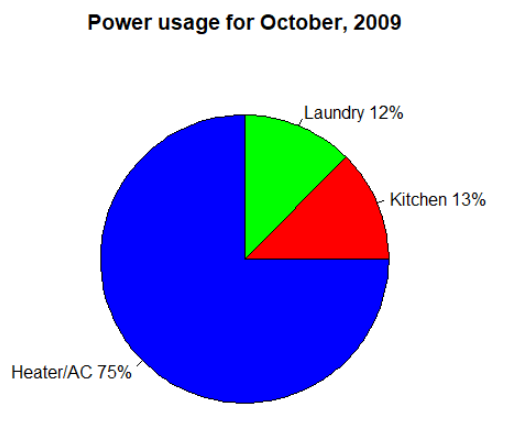 Power usage for October, 2009
Laundry 12%
Kitchen 13%
Heater/AC 75%